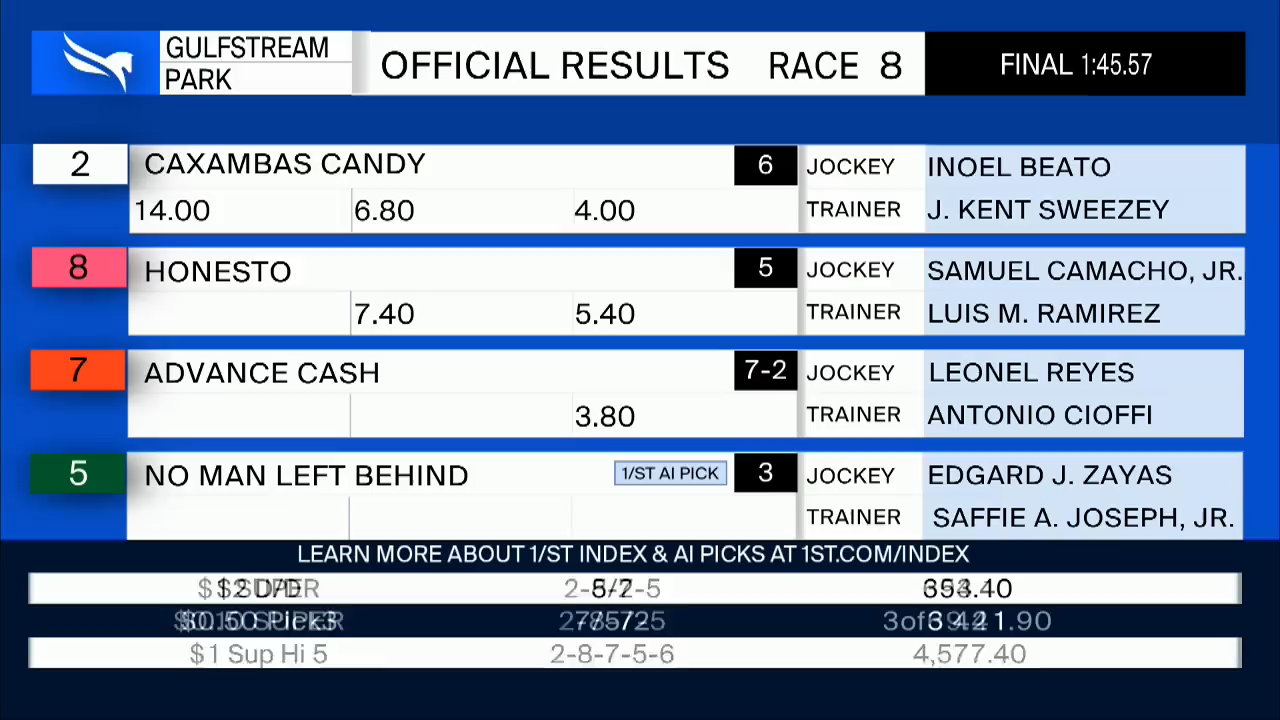 GULFSTREAM
PARK
OFFICIAL RESULTS RACE 8
FINAL 1:45.57
2 CAXAMBAS CANDY 6 JOCKEY INOEL BEATO
14.00 6.80 4.00 TRAINER J. KENT SWEEZEY
8 HONESTO 5 JOCKEY SAMUEL CAMACHO, JR.
7.40 5.40 TRAINER LUIS M. RAMIREZ
7 ADVANCE CASH 7-2 JOCKEY LEONEL REYES
3.80 TRAINER ANTONIO CIOFFI
5 NO MAN LEFT BEHIND 1/ST AI PICK 3 JOCKEY EDGARD J. ZAYAS
TRAINER SAFFIE A. JOSEPH, JR.
LEARN MORE ABOUT 1/ST INDEX & AI PICKS AT 1ST.COM/INDEX
$1 Sup Hi 5 2-8-7-5-6 4,577.40